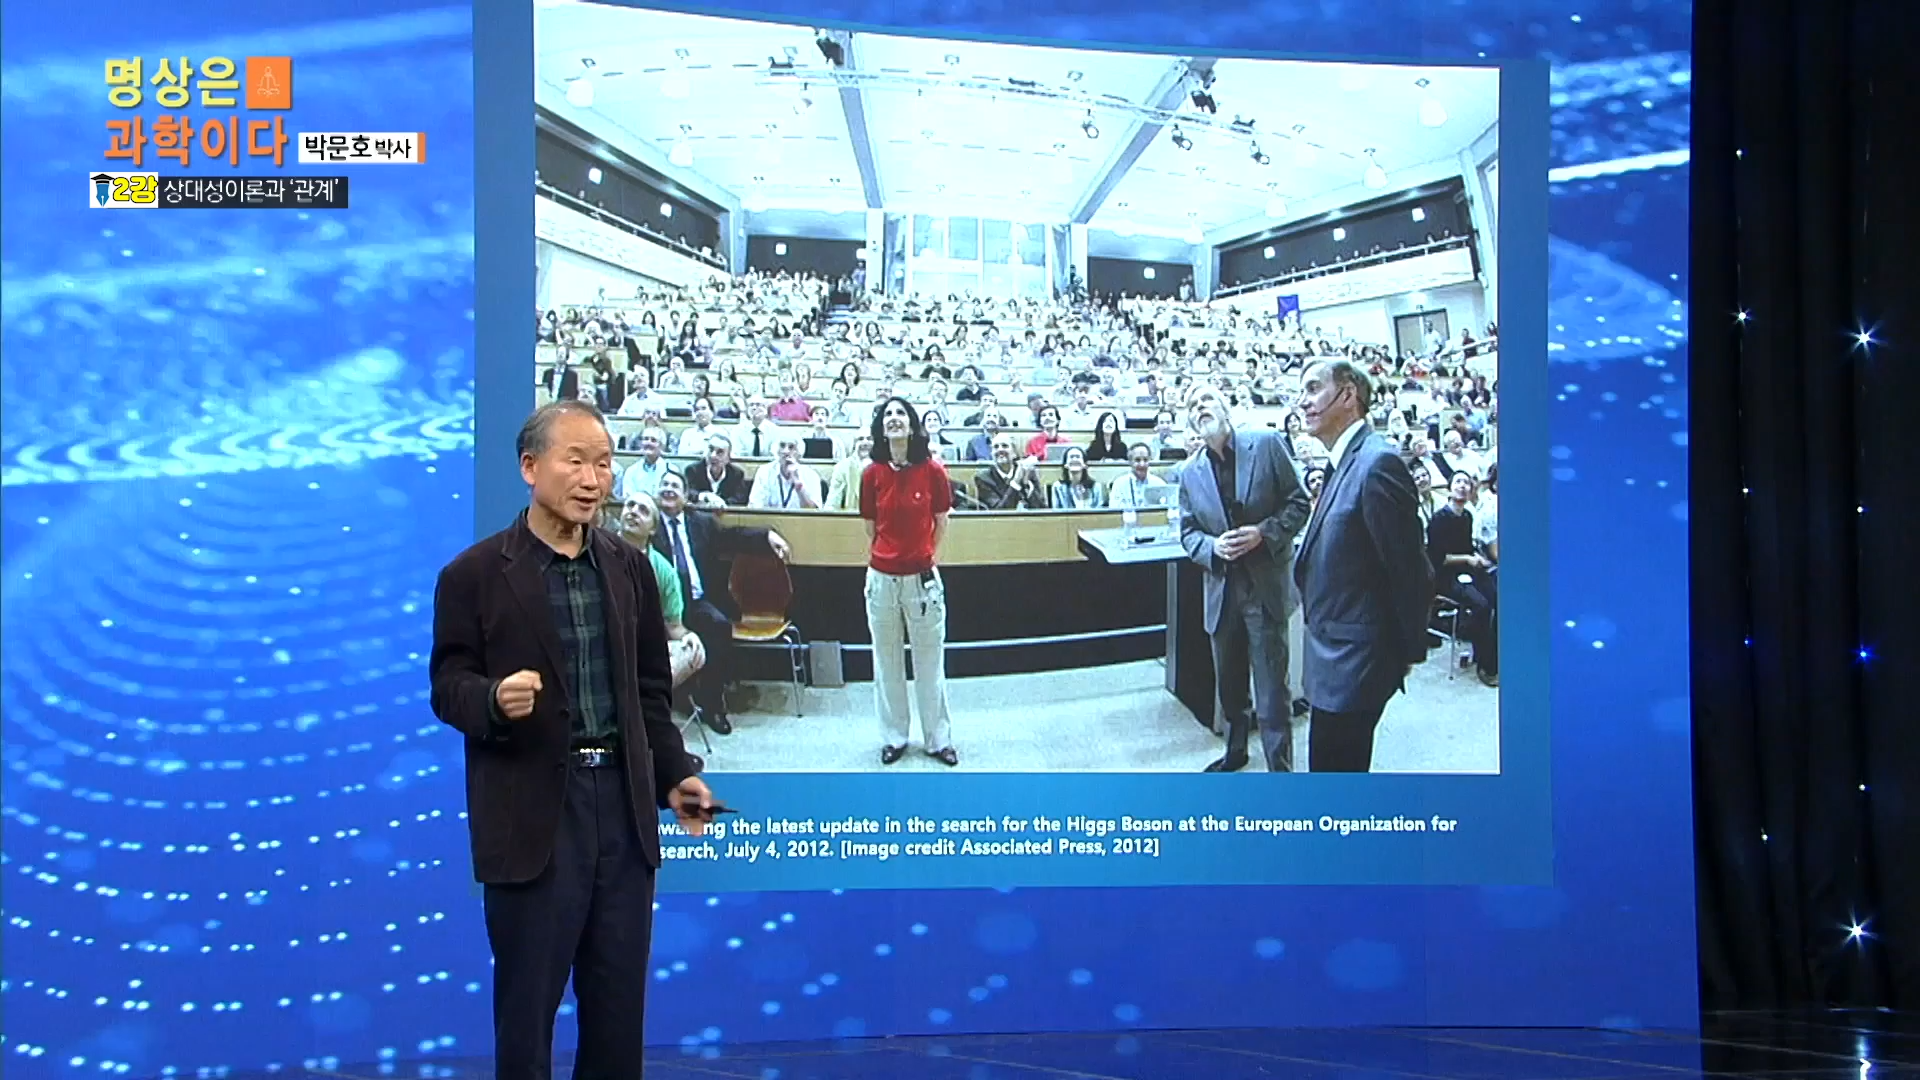 명상은
과학이다 박문호 박사
2강 상대성이론과 '관계'
the latest update in the search for the Higgs Boson at the European Organization for
July 4, 2012. [Image credit Associated Press, 2012]